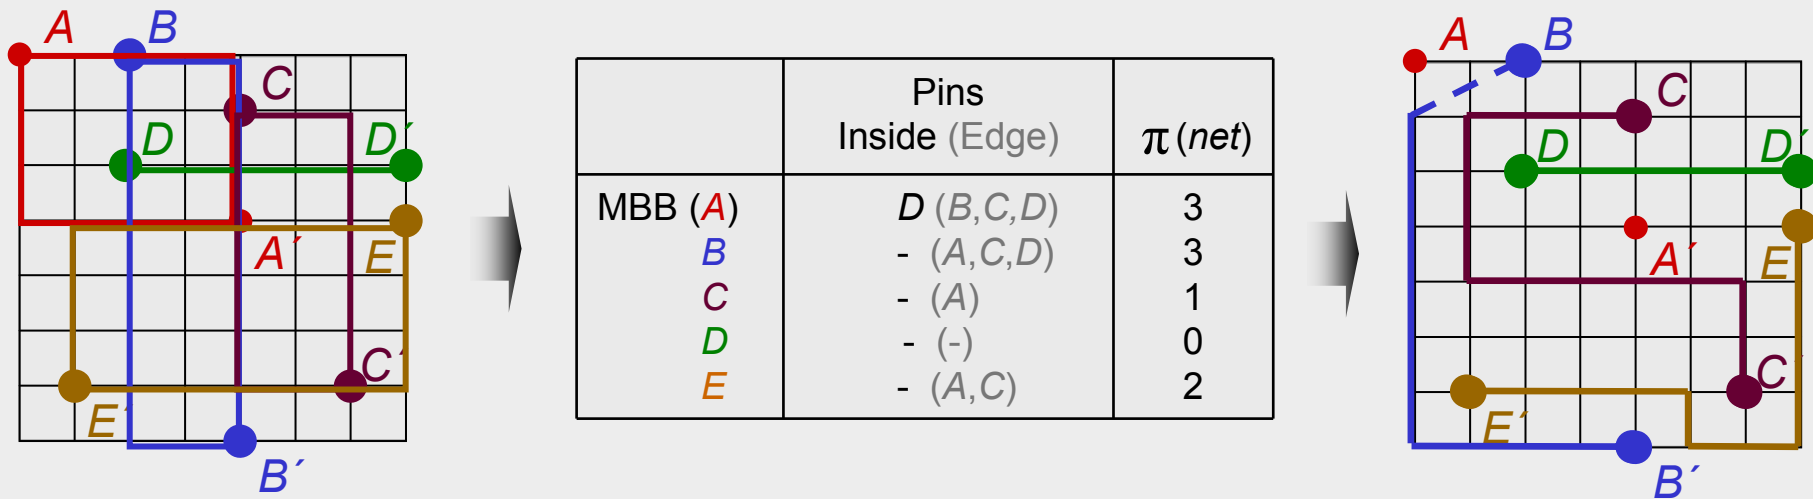 A B
C
D D´
A´ E
C´
E´
B´
Pins
Inside (Edge) π (net)
MBB (A) D (B,C,D) 3
B - (A,C,D) 3
C - (A) 1
D - (-) 0
E - (A,C) 2
A B
C
D D´
A´ E
C
E´
B´